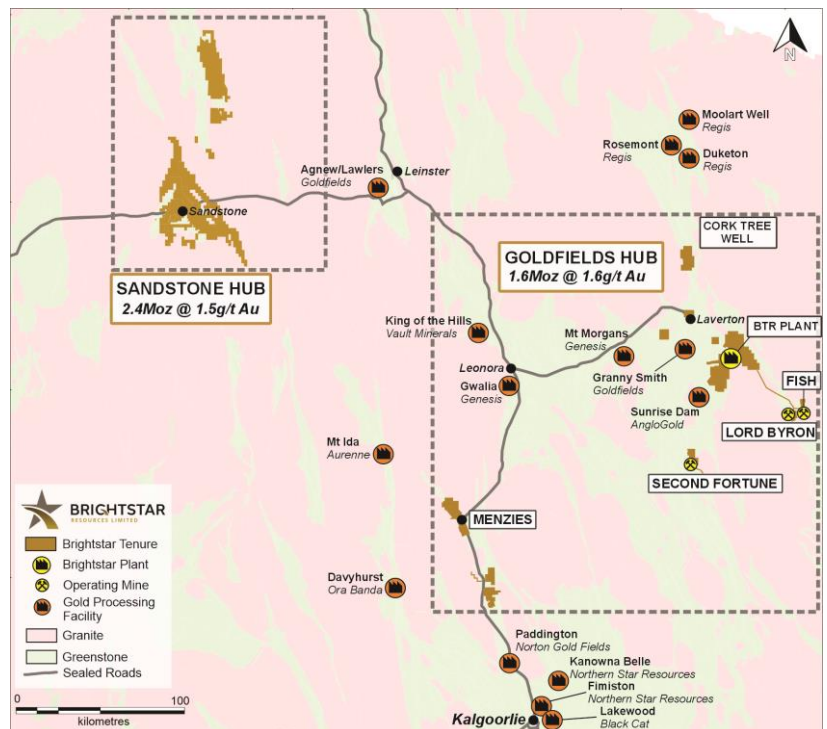 N
Moolart Well
Regis
Rosemont
Regis
Duketon
Regis
Agnew/Lawlers
Goldfields
Leinster
Sandstone
CORK TREE
WELL
GOLDFIELDS HUB
1.6Moz @ 1.6g/t Au
SANDSTONE HUB
2.4Moz @ 1.5g/t Au
King of the Hills
Vault Minerals
Laverton
Mt Morgans
Genesis
BTR PLANT
Leonora
Gwalia
Genesis
Granny Smith
Goldfields
FISH
Sunrise Dam
AngloGold
LORD BYRON
Mt Ida
Aurenne
SECOND FORTUNE
MENZIES
BRIGHTSTAR
RESOURCES LIMITED
Brightstar Tenure
Brightstar Plant
Operating Mine
Gold Processing
Facility
Granite
Greenstone
Sealed Roads
0 100
kilometres
Davyhurst
Ora Banda
Paddington
Norton Gold Fields
Kanowna Belle
Northern Star Resources
Fimiston
Northern Star Resources
Lakewood
Black Cat
Kalgoorlie